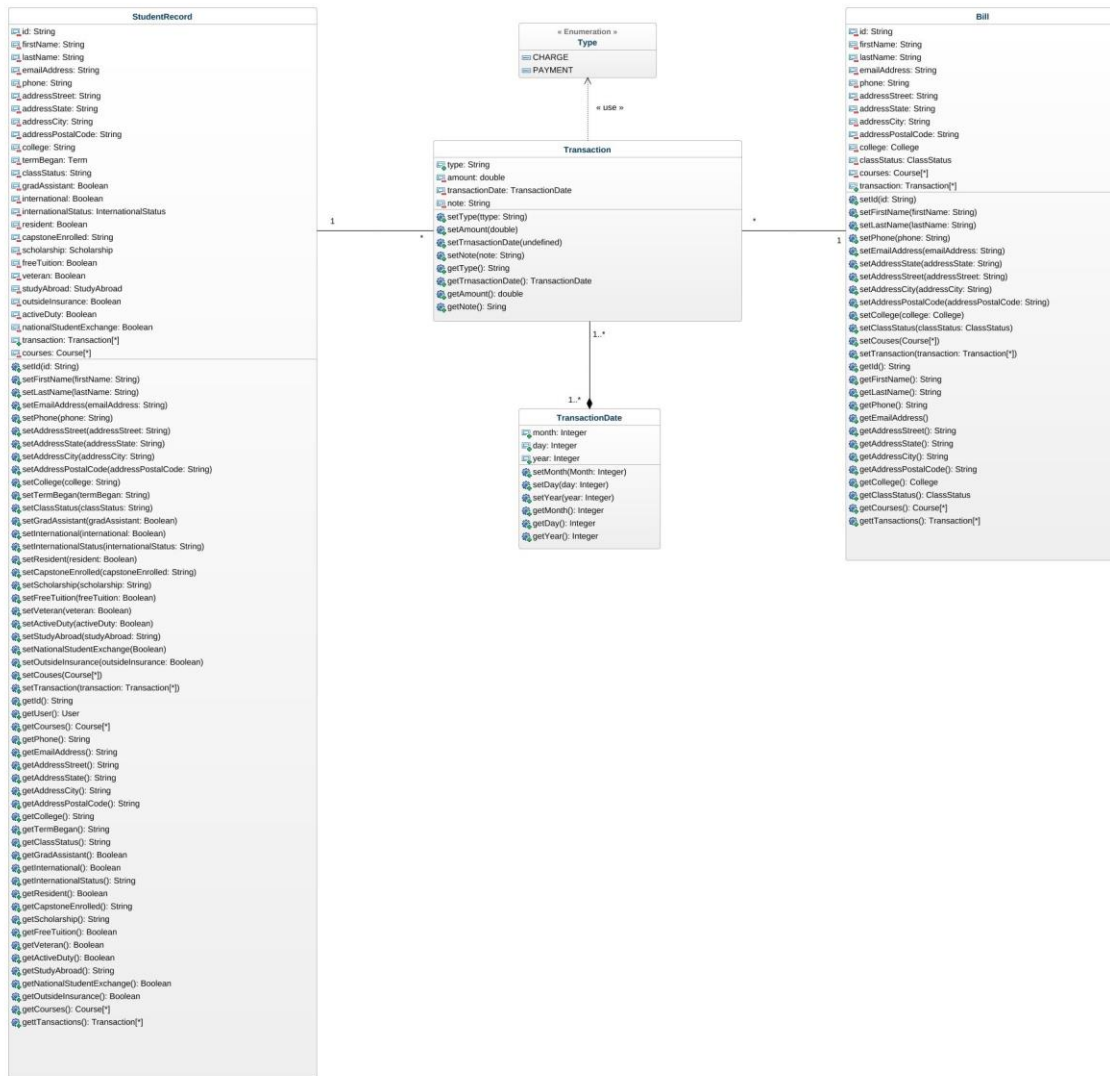 StudentRecord
id: String
firstName: String
lastName: String
emailAddress: String
phone: String
addressStreet: String
addressState: String
addressCity: String
addressPostalCode: String
college: String
termBegan: Term
classStatus: String
gradAssistant: Boolean
international: Boolean
internationalStatus: InternationalStatus
resident: Boolean
capstoneEnrolled: String
scholarship: Scholarship
freeTuition: Boolean
veteran: Boolean
studyAbroad: StudyAbroad
outsideInsurance: Boolean
activeDuty: Boolean
nationalStudentExchange: Boolean
transaction: Transaction[*]
courses: Course[*]
setId(id: String)
setFirstName(firstName: String)
setLastName(lastName: String)
setEmailAddress(emailAddress: String)
setPhone(phone: String)
setAddressStreet(addressStreet: String)
setAddressState(addressState: String)
setAddressCity(addressCity: String)
setAddressPostalCode(addressPostalCode: String)
setCollege(college: String)
setTermBegan(termBegan: String)
setClassStatus(classStatus: String)
setGradAssistant(gradAssistant: Boolean)
setInternational(international: Boolean)
setInternationalStatus(internationalStatus: String)
setResident(resident: Boolean)
setCapstoneEnrolled(capstoneEnrolled: String)
setScholarship(scholarship: String)
setFreeTuition(freeTuition: Boolean)
setVeteran(veteran: Boolean)
setActiveDuty(activeDuty: Boolean)
setStudyAbroad(studyAbroad: String)
setNationalStudentExchange(Boolean)
setOutsideInsurance(outsideInsurance: Boolean)
setCouses(Course[*])
setTransaction(transaction: Transaction[*])
getId(): String
getUser(): User
getCourses(): Course[*]
getPhone(): String
getEmailAddress(): String
getAddressStreet(): String
getAddressState(): String
getAddressCity(): String
getAddressPostalCode(): String
getCollege(): String
getTermBegan(): String
getClassStatus(): String
getGradAssistant(): Boolean
getInternational(): Boolean
getInternationalStatus(): String
getResident(): Boolean
getCapstoneEnrolled(): String
getScholarship(): String
getFreeTuition(): Boolean
getVeteran(): Boolean
getActiveDuty(): Boolean
getStudyAbroad(): String
getNationalStudentExchange(): Boolean
getOutsideInsurance(): Boolean
getCourses(): Course[*]
gettTansactions(): Transaction[*]
1
*
« Enumeration »
Type
CHARGE
PAYMENT
« use »
Transaction
type: String
amount: double
transactionDate: TransactionDate
note: String
setType(ttype: String)
setAmount(double)
setTrnasactionDate(undefined)
setNote(note: String)
getType(): String
getTrnasationDate(): TransactionDate
getAmount(): double
getNote(): Sring
1..*
1..*
TransactionDate
month: Integer
day: Integer
year: Integer
setMonth(Month: Integer)
setDay(day: Integer)
setYear(year: Integer)
getMonth(): Integer
getDay(): Integer
getYear(): Integer
*
1
Bill
id: String
firstName: String
lastName: String
emailAddress: String
phone: String
addressStreet: String
addressState: String
addressCity: String
addressPostalCode: String
college: College
classStatus: ClassStatus
courses: Course[*]
transaction: Transaction[*]
setId(id: String)
setFirstName(firstName: String)
setLastName(lastName: String)
setPhone(phone: String)
setEmailAddress(emailAddress: String)
setAddressState(addressState: String)
setAddressStreet(addressStreet: String)
setAddressCity(addressCity: String)
setAddressPostalCode(addressPostalCode: String)
setCollege(college: College)
setClassStatus(classStatus: ClassStatus)
setCouses(Course[*])
setTransaction(transaction: Transaction[*])
getId(): String
getFirstName(): String
getLastName(): String
getPhone(): String
getEmailAddress()
getAddressStreet(): String
getAddressState(): String
getAddressCity(): String
getAddressPostalCode(): String
getCollege(): College
getClassStatus(): ClassStatus
getCourses(): Course[*]
gettTansactions(): Transaction[*]